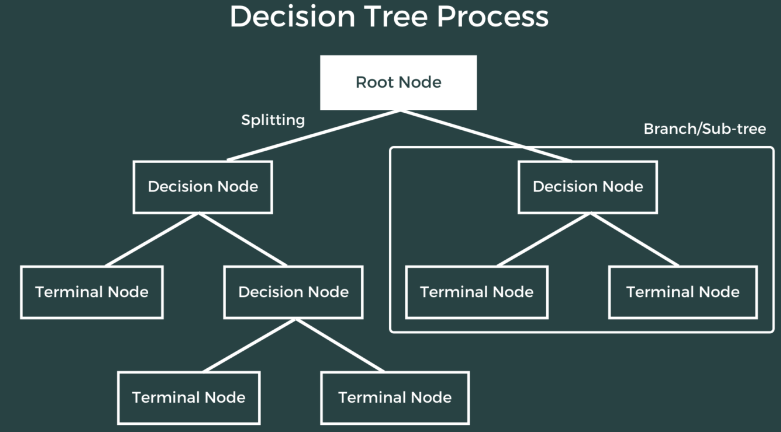 Decision Tree Process
Root Node
Splitting
Branch/Sub-tree
Decision Node
Decision Node
Terminal Node
Decision Node
Terminal Node
Terminal Node
Terminal Node
Terminal Node